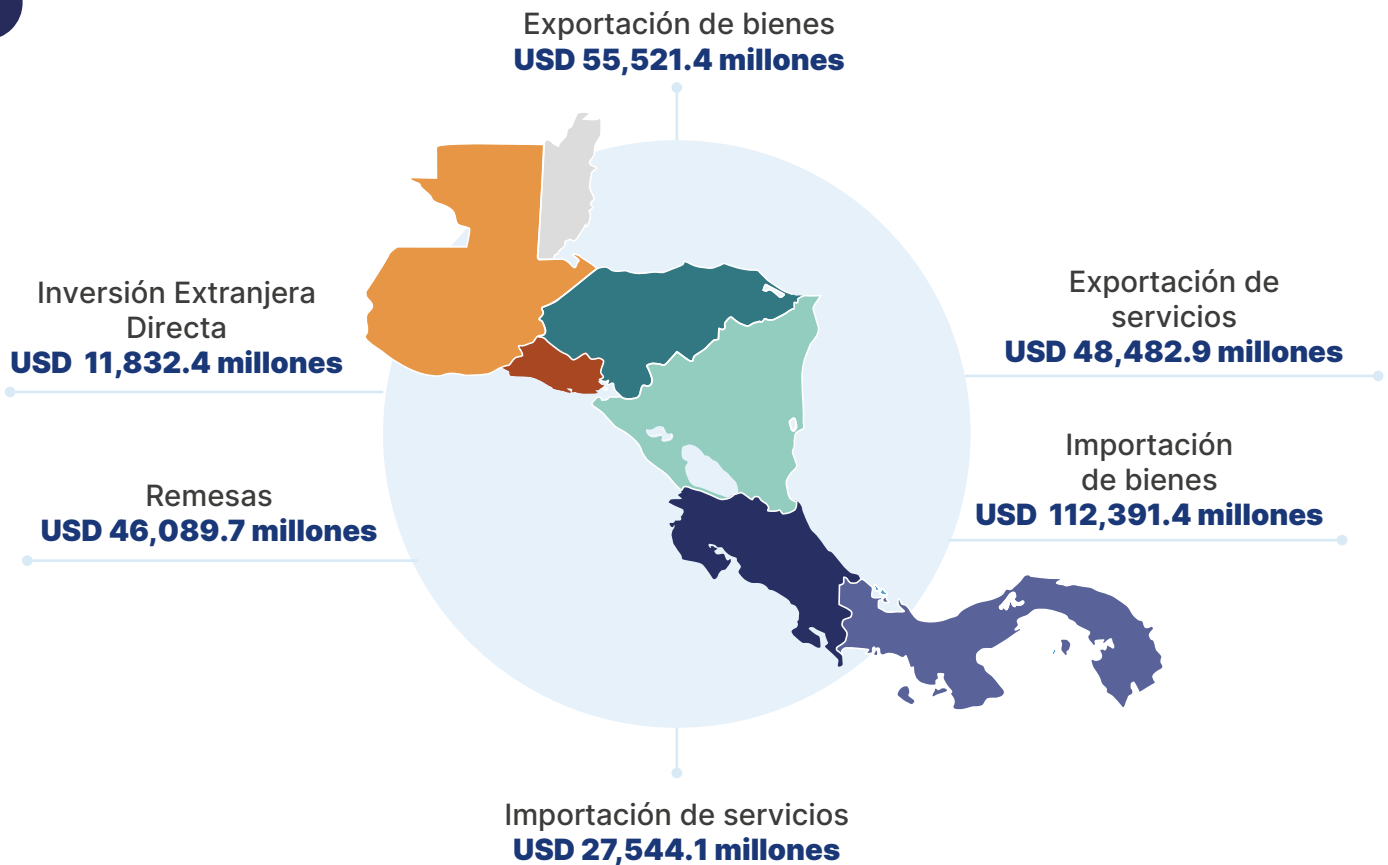 Exportación de bienes
USD 55,521.4 millones
Inversión Extranjera
Directa
USD 11,832.4 millones
Exportación de
servicios
USD 48,482.9 millones
Remesas
USD 46,089.7 millones
Importación
de bienes
USD 112,391.4 millones
Importación de servicios
USD 27,544.1 millones